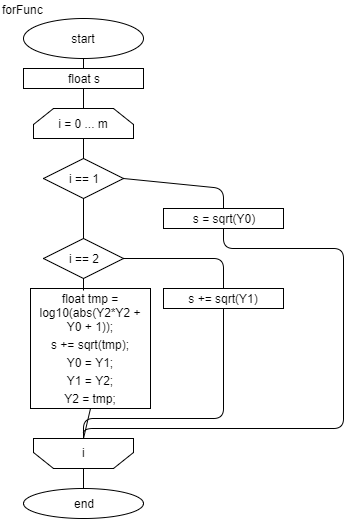 forFunc
start
float s
i = 0 ... m
i == 1
s = sqrt(Y0)
i == 2
float tmp =
log10(abs(Y2*Y2 +
Y0 + 1));
s += sqrt(tmp);
Y0 = Y1;
Y1 = Y2;
Y2 = tmp;
s += sqrt(Y1)
i
end